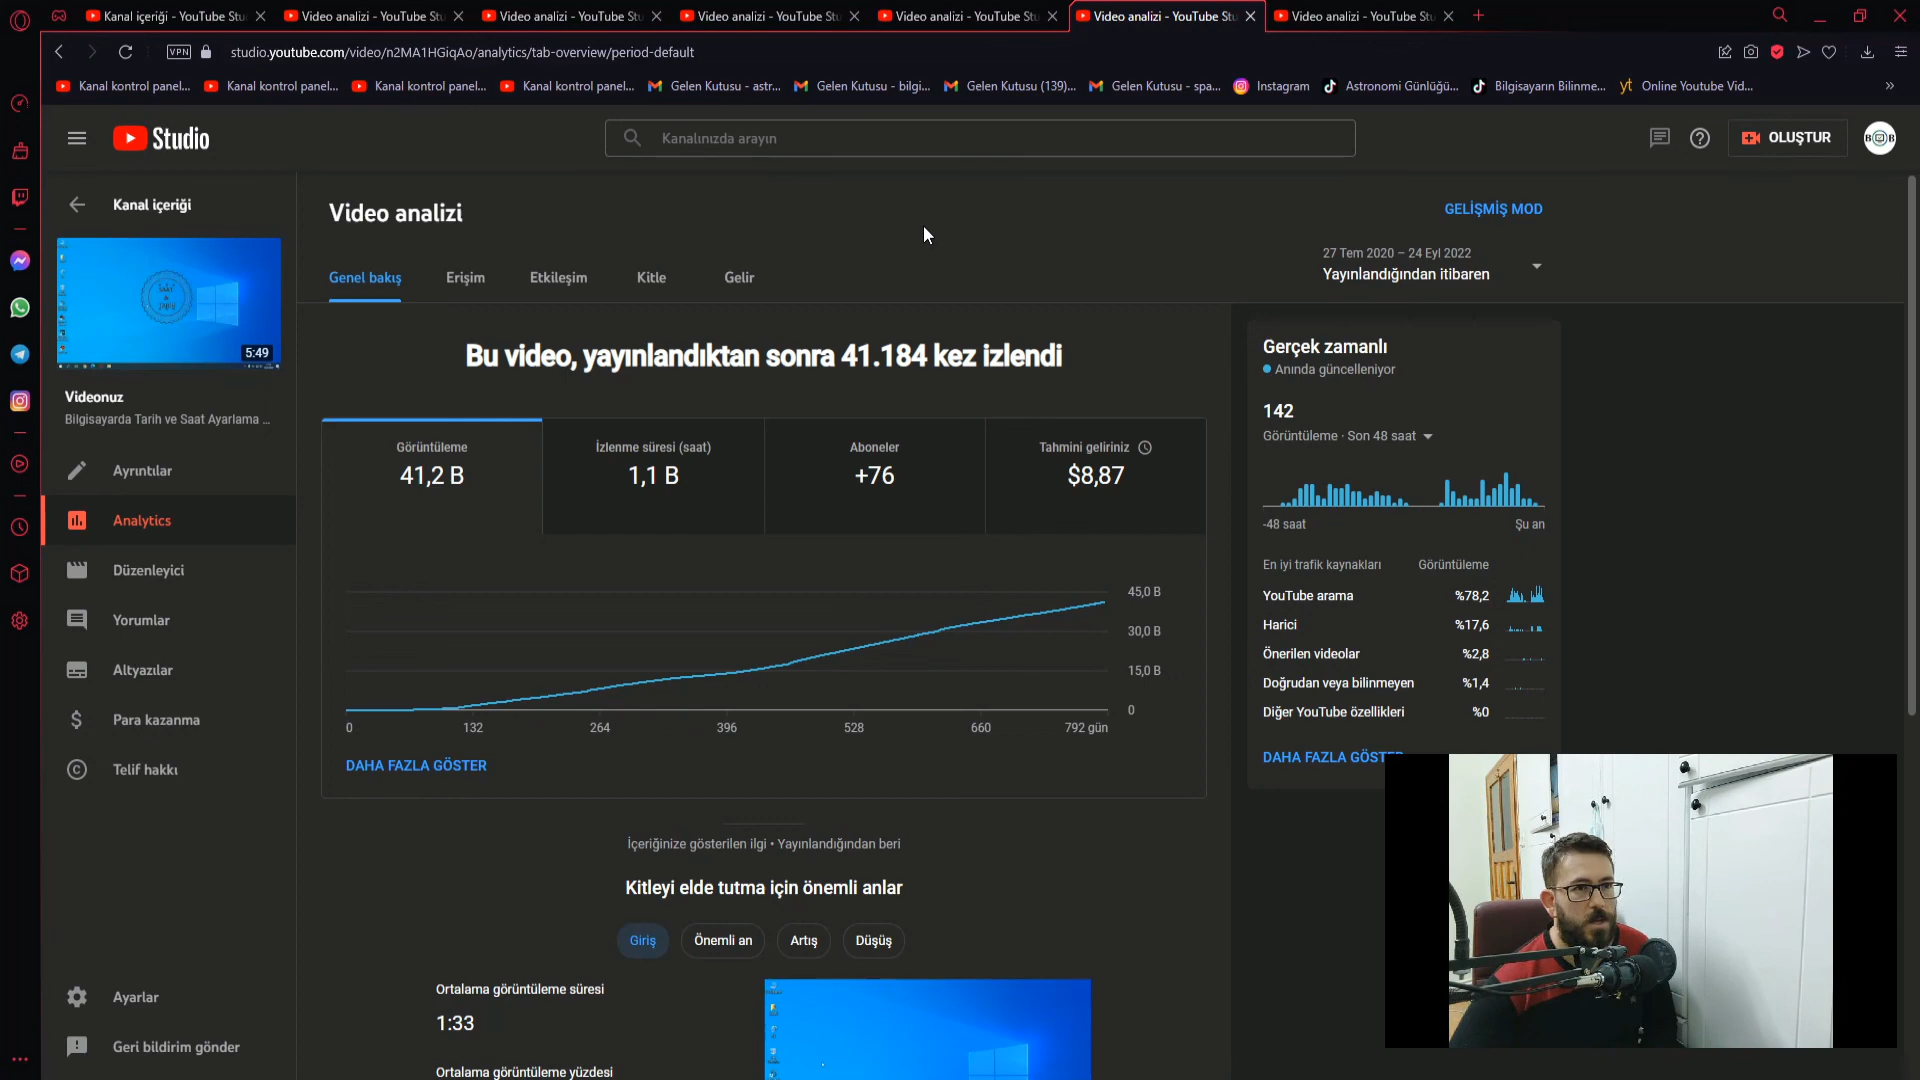 Kanal içeriği - YouTube Stu
Video analizi - YouTube Stu
Video analizi - YouTube Stu
Video analizi - YouTube Stu
Video analizi - YouTube Stu
Video analizi - YouTube Stu
Video analizi - YouTube Stu
VPN
studio.youtube.com/video/n2MA1HGiqAo/analytics/tab-overview/period-default
Kanal kontrol panel...
Kanal kontrol panel...
Kanal kontrol panel...
Kanal kontrol panel...
Gelen Kutusu - astr...
Gelen Kutusu - bilgi...
Gelen Kutusu (139)...
Gelen Kutusu - spa...
Instagram
Astronomi Günlüğü...
Bilgisayarın Bilinme...
yt Online Youtube Vid...
Studio
Kanalınızda arayın
OLUŞTUR
Kanal içeriği
5:49
Videonuz
Bilgisayarda Tarih ve Saat Ayarlama ...
Ayrıntılar
Analytics
Düzenleyici
Yorumlar
Altyazılar
Para kazanma
Telif hakkı
Ayarlar
Geri bildirim gönder
Video analizi
GELİŞMİŞ MOD
27 Tem 2020 – 24 Eyl 2022
Yayınlandığından itibaren
Genel bakış
Erişim
Etkileşim
Kitle
Gelir
Bu video, yayınlandıktan sonra 41.184 kez izlendi
Görüntüleme
41,2 B
İzlenme süresi (saat)
1,1 B
Aboneler
+76
Tahmini geliriniz
$8,87
45,0 B
30,0 B
15,0 B
0
0
132
264
396
528
660
792 gün
DAHA FAZLA GÖSTER
İçeriğinize gösterilen ilgi • Yayınlandığından beri
Kitleyi elde tutma için önemli anlar
Giriş
Önemli an
Artış
Düşüş
Ortalama görüntüleme süresi
1:33
Ortalama görüntüleme yüzdesi
Gerçek zamanlı
Anında güncelleniyor
142
Görüntüleme · Son 48 saat
-48 saat
Şu an
En iyi trafik kaynakları
Görüntüleme
YouTube arama
%78,2
Harici
%17,6
Önerilen videolar
%2,8
Doğrudan veya bilinmeyen
%1,4
Diğer YouTube özellikleri
%0
DAHA FAZLA GÖSTER